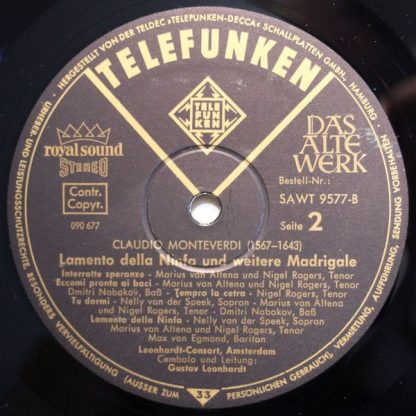 HERGESTELLT VON DER TELDEC »TELEFUNKEN-DECCA« SCHALLPLATTEN GMBH., HAMBURG
TELEFUNKEN
TELE
FUN
KEN
royal sound
STEREO
DAS
ALTE
WERK
Contr.
Copyr.
090 677
Bestell-Nr.:
SAWT 9577-B
Seite 2
CLAUDIO MONTEVERDI (1567–1643)
Lamento della Ninfa und weitere Madrigale
Interrotte speranze - Marius van Altena und Nigel Rogers, Tenor
Eccomi pronta ai baci - Marius van Altena und Nigel Rogers, Tenor
Dmitri Nabokov, Baß - Tempro la cetra - Nigel Rogers, Tenor
Tu dormi - Nelly van der Speek, Sopran - Marius van Altena
und Nigel Rogers, Tenor - Dmitri Nabokov, Baß
Lamento della Ninfa - Nelly van der Speek, Sopran
Marius van Altena und Nigel Rogers, Tenor
Max van Egmond, Bariton
Leonhardt-Consort, Amsterdam
Cembalo und Leitung:
Gustav Leonhardt
33
URHEBER- UND LEISTUNGSSCHUTZRECHTE, BESONDERS VERVIELFÄLTIGUNG (AUSSER ZUM PERSÖNLICHEN GEBRAUCH), VERMIETUNG, AUFFÜHRUNG, SENDUNG VORBEHALTEN